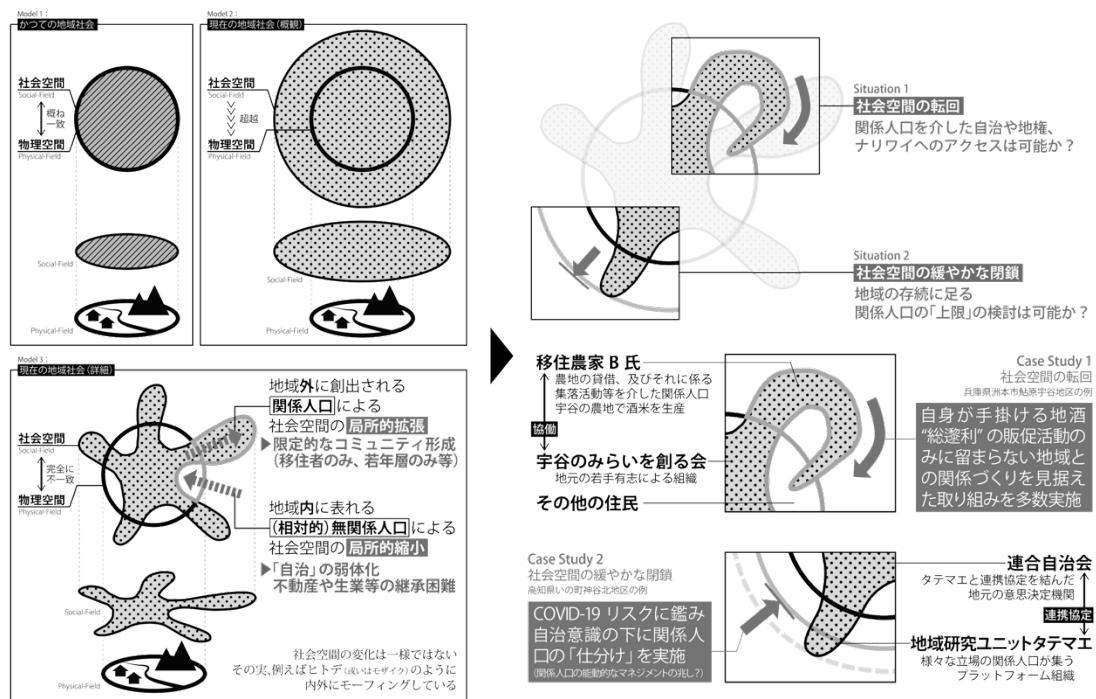 Model 1：
かつての地域社会
社会空間
Social-Field
概ね
一致
物理空間
Physical-Field
Social-Field
Physical-Field
Model 2：
現在の地域社会（概観）
社会空間
Social-Field
超越
物理空間
Physical-Field
Social-Field
Physical-Field
Model 3：
現在の地域社会（詳細）
社会空間
Social-Field
完全に
不一致
物理空間
Physical-Field
地域外に創出される
関係人口による
社会空間の局所的拡張
▶限定的なコミュニティ形成
（移住者のみ、若年層のみ等）
地域内に表れる
（相対的）無関係人口による
社会空間の局所的縮小
▶「自治」の弱体化
不動産や生業等の継承困難
Social-Field
Physical-Field
社会空間の変化は一様ではない
その実、例えばヒトデ（或いはモザイク）のように
内外にモーフィングしている
Situation 1
社会空間の転回
関係人口を介した自治や地権、
ナリワイへのアクセスは可能か？
Situation 2
社会空間の緩やかな閉鎖
地域の存続に足る
関係人口の「上限」の検討は可能か？
移住農家 B 氏
農地の貸借、及びそれに係る
集落活動等を介した関係人口
宇谷の農地で酒米を生産
協働
宇谷のみらいを創る会
地元の若手有志による組織
その他の住民
Case Study 1
社会空間の転回
兵庫県洲本市鮎原宇谷地区の例
自身が手掛ける地酒
“総邌利” の販促活動の
みに留まらない地域と
の関係づくりを見据え
た取り組みを多数実施
Case Study 2
社会空間の緩やかな閉鎖
高知県いの町神谷北地区の例
COVID-19 リスクに鑑み
自治意識の下に関係人
口の「仕分け」を実施
（関係人口の能動的なマネジメントの兆し？）
連合自治会
タテマエと連携協定を結んだ
地元の意思決定機関
連携協定
地域研究ユニットタテマエ
様々な立場の関係人口が集う
プラットフォーム組織